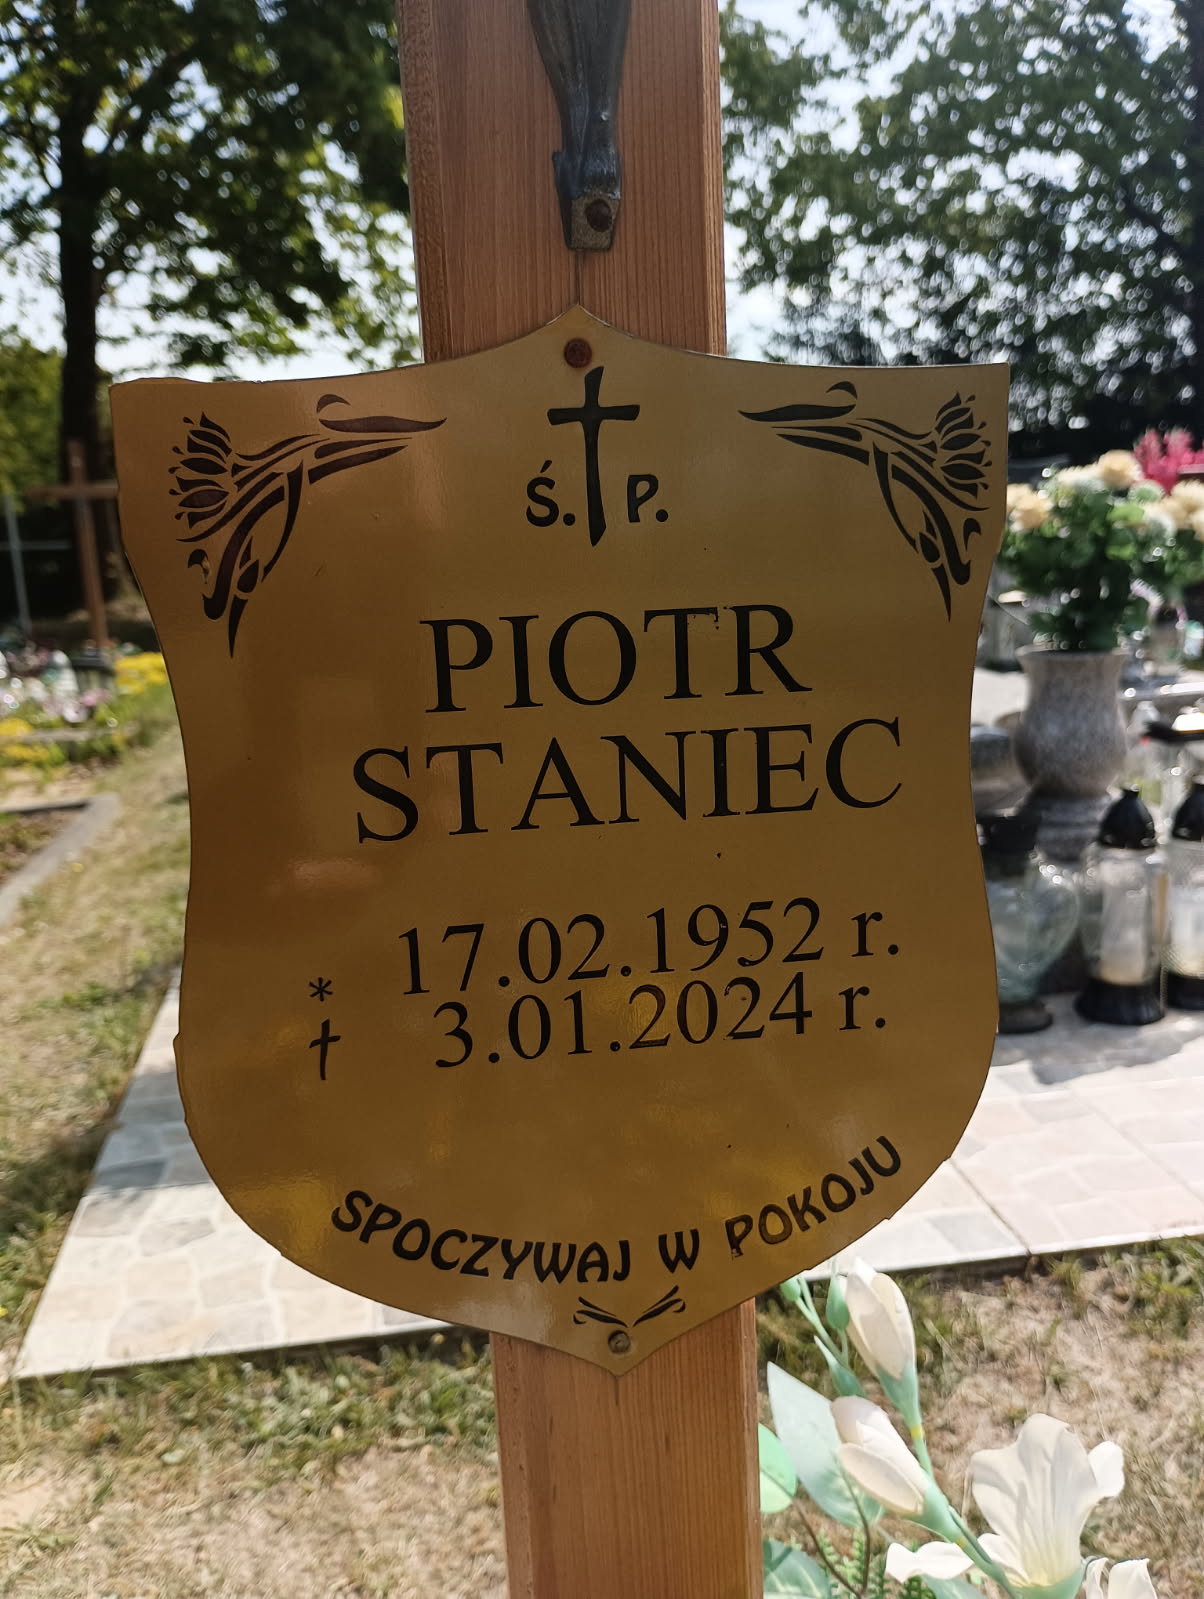 Ś. P.
PIOTR
STANIEC
* 17.02.1952 r.
† 3.01.2024 r.
SPOCZYWAJ W POKOJU